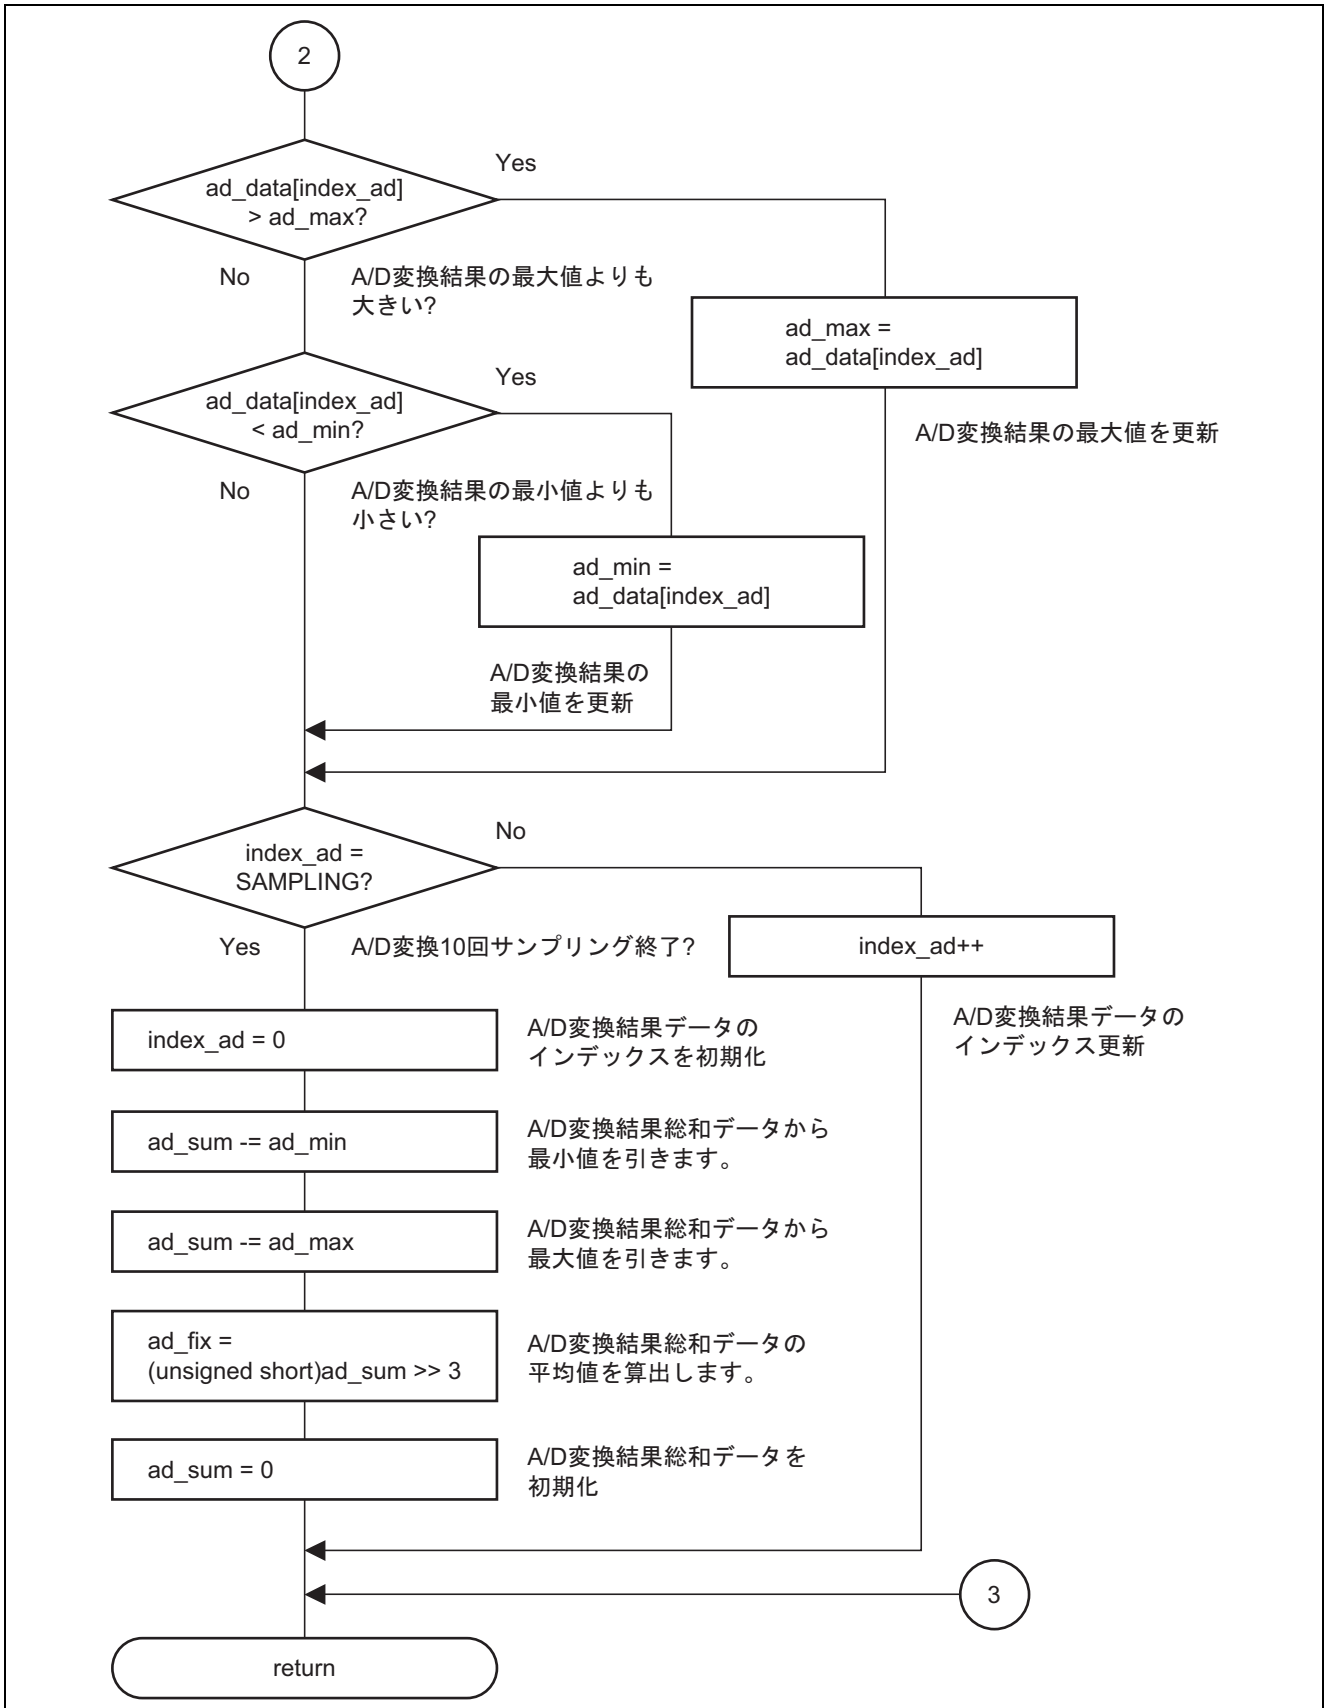 2
Yes
ad_data[index_ad]
> ad_max?
No
A/D変換結果の最大値よりも
大きい?
ad_max =
ad_data[index_ad]
A/D変換結果の最大値を更新
Yes
ad_data[index_ad]
< ad_min?
No
A/D変換結果の最小値よりも
小さい?
ad_min =
ad_data[index_ad]
A/D変換結果の
最小値を更新
No
index_ad =
SAMPLING?
Yes
A/D変換10回サンプリング終了?
index_ad++
A/D変換結果データの
インデックス更新
index_ad = 0
A/D変換結果データの
インデックスを初期化
ad_sum -= ad_min
A/D変換結果総和データから
最小値を引きます。
ad_sum -= ad_max
A/D変換結果総和データから
最大値を引きます。
ad_fix =
(unsigned short)ad_sum >> 3
A/D変換結果総和データの
平均値を算出します。
ad_sum = 0
A/D変換結果総和データを
初期化
3
return